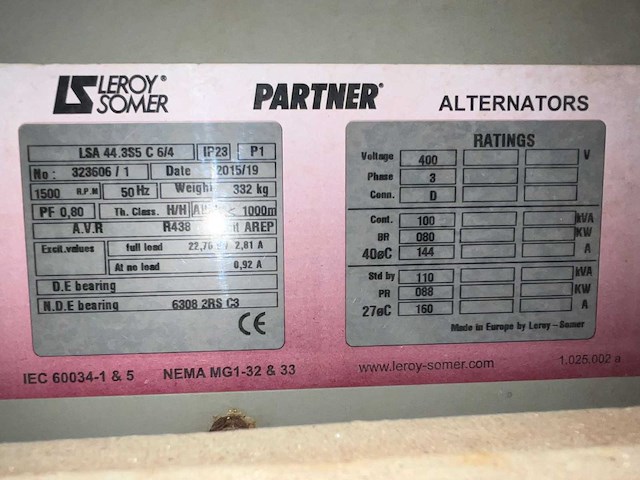 LEROY® SOMER PARTNER® ALTERNATORS
LSA 44.3S5 C 6/4 IP23 P1
No : 323606 / 1 Date 2015/19
1500 R.P.M 50 Hz Weight 332 kg
PF 0,80 Th. Class. H/H < 1000m
A.V.R R438 AREP
Excit.values full load 22,70 / 2,81 A
At no load 0,92 A
D.E bearing
N.D.E bearing 6308 2RS C3
CE
RATINGS
Voltage 400 V
Phase 3
Conn. D
Cont. 100 kVA
BR 080 KW
40øC 144 A
Std by 110 kVA
PR 088 KW
27øC 160 A
Made in Europe by Leroy - Somer
IEC 60034-1 & 5 NEMA MG1-32 & 33 www.leroy-somer.com 1.025.002 a